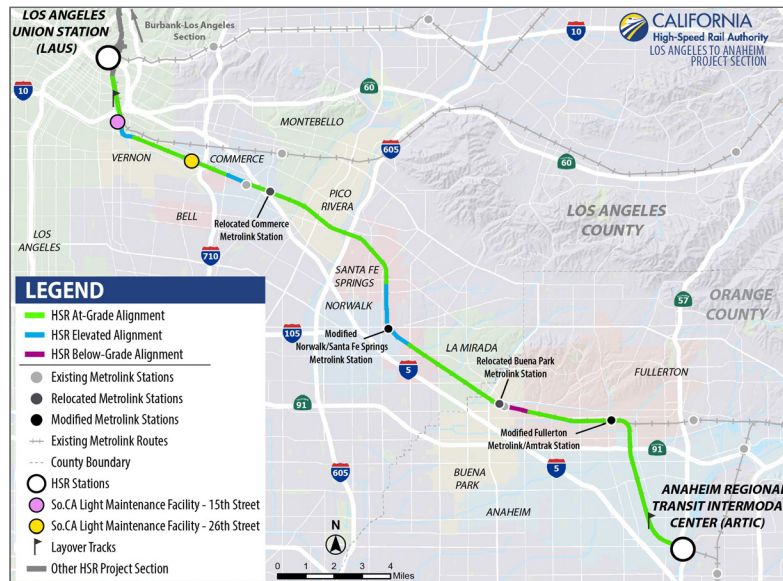 LOS ANGELES
UNION STATION
(LAUS)
Burbank-Los Angeles
Section
CALIFORNIA
High-Speed Rail Authority
LOS ANGELES TO ANAHEIM
PROJECT SECTION
10
10
60
MONTEBELLO
605
VERNON
COMMERCE
60
PICO
RIVERA
BELL
Relocated Commerce
Metrolink Station
LOS ANGELES
COUNTY
LOS
ANGELES
710
SANTA FE
SPRINGS
57
ORANGE
COUNTY
NORWALK
105
Modified
Norwalk/Santa Fe Springs
Metrolink Station
LA MIRADA
5
Relocated Buena Park
Metrolink Station
FULLERTON
91
Modified Fullerton
Metrolink/Amtrak Station
91
605
BUENA
PARK
5
ANAHEIM
ANAHEIM REGIONAL
TRANSIT INTERMODA
CENTER (ARTIC)
LEGEND
HSR At-Grade Alignment
HSR Elevated Alignment
HSR Below-Grade Alignment
Existing Metrolink Stations
Relocated Metrolink Stations
Modified Metrolink Stations
Existing Metrolink Routes
County Boundary
HSR Stations
So.CA Light Maintenance Facility - 15th Street
So.CA Light Maintenance Facility - 26th Street
Layover Tracks
Other HSR Project Section
N
0 1 2 3 4
Miles